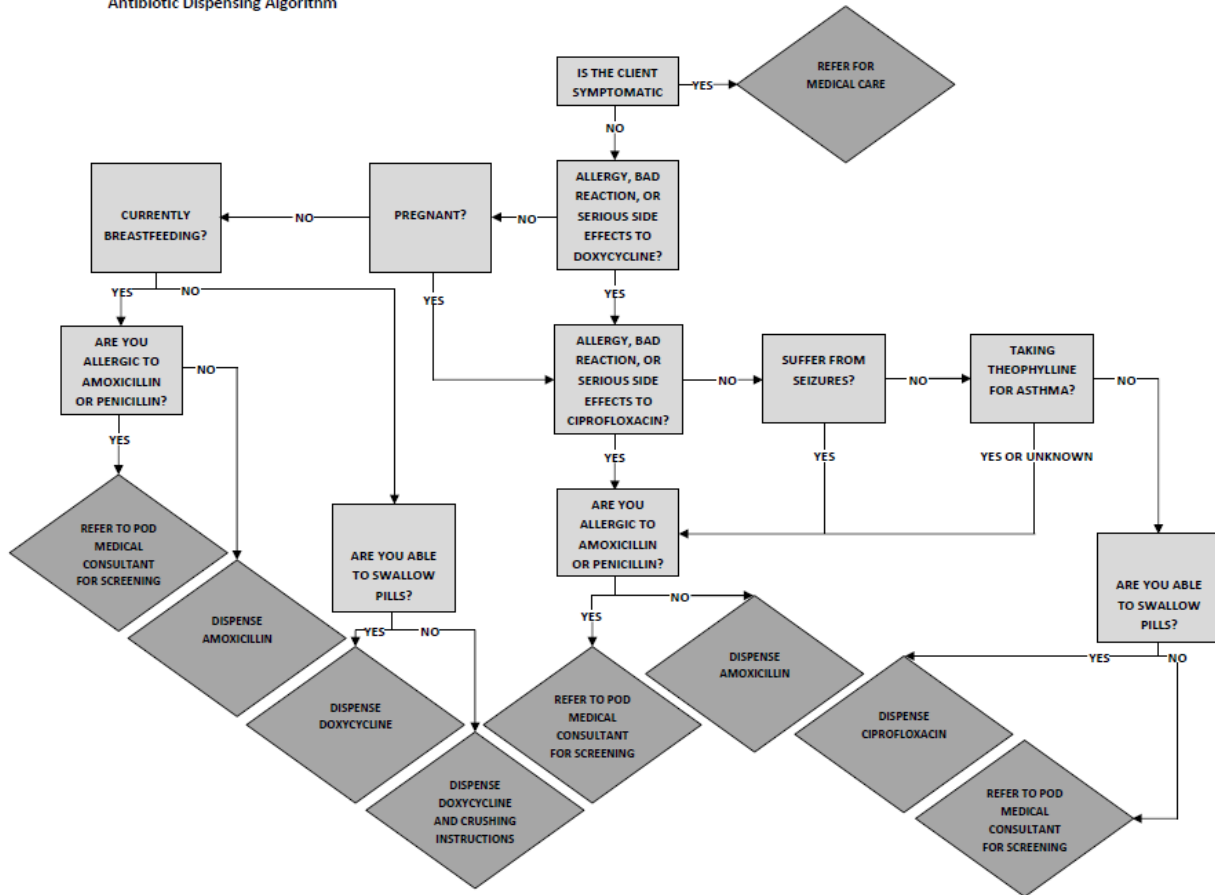 Antibiotic Dispensing Algorithm
IS THE CLIENT
SYMPTOMATIC
YES
REFER FOR
MEDICAL CARE
NO
ALLERGY, BAD
REACTION, OR
SERIOUS SIDE
EFFECTS TO
DOXYCYCLINE?
NO
PREGNANT?
NO
CURRENTLY
BREASTFEEDING?
YES
NO
YES
YES
ARE YOU
ALLERGIC TO
AMOXICILLIN
OR PENICILLIN?
NO
YES
ALLERGY, BAD
REACTION, OR
SERIOUS SIDE
EFFECTS TO
CIPROFLOXACIN?
NO
SUFFER FROM
SEIZURES?
NO
TAKING
THEOPHYLLINE
FOR ASTHMA?
NO
YES
YES
YES OR UNKNOWN
REFER TO POD
MEDICAL
CONSULTANT
FOR SCREENING
DISPENSE
AMOXICILLIN
ARE YOU ABLE
TO SWALLOW
PILLS?
YES
NO
DISPENSE
DOXYCYCLINE
DISPENSE
DOXYCYCLINE
AND CRUSHING
INSTRUCTIONS
ARE YOU
ALLERGIC TO
AMOXICILLIN
OR PENICILLIN?
YES
NO
REFER TO POD
MEDICAL
CONSULTANT
FOR SCREENING
DISPENSE
AMOXICILLIN
ARE YOU ABLE
TO SWALLOW
PILLS?
YES
NO
DISPENSE
CIPROFLOXACIN
REFER TO POD
MEDICAL
CONSULTANT
FOR SCREENING